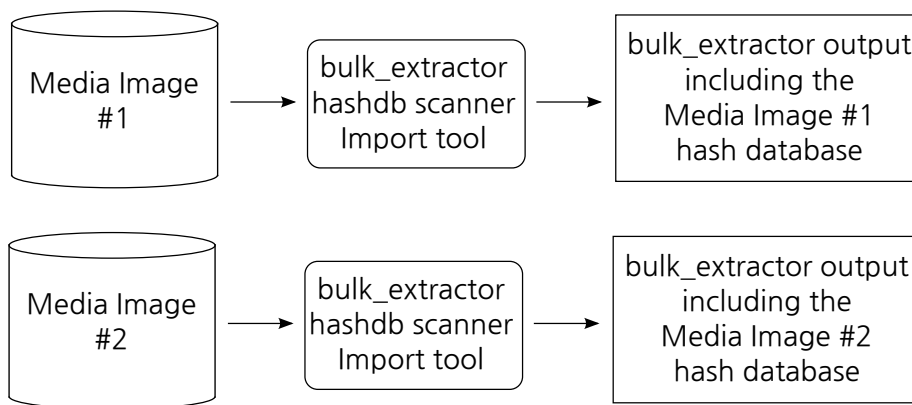 Media Image
#1
bulk_extractor
hashdb scanner
Import tool
bulk_extractor output
including the
Media Image #1
hash database
Media Image
#2
bulk_extractor
hashdb scanner
Import tool
bulk_extractor output
including the
Media Image #2
hash database